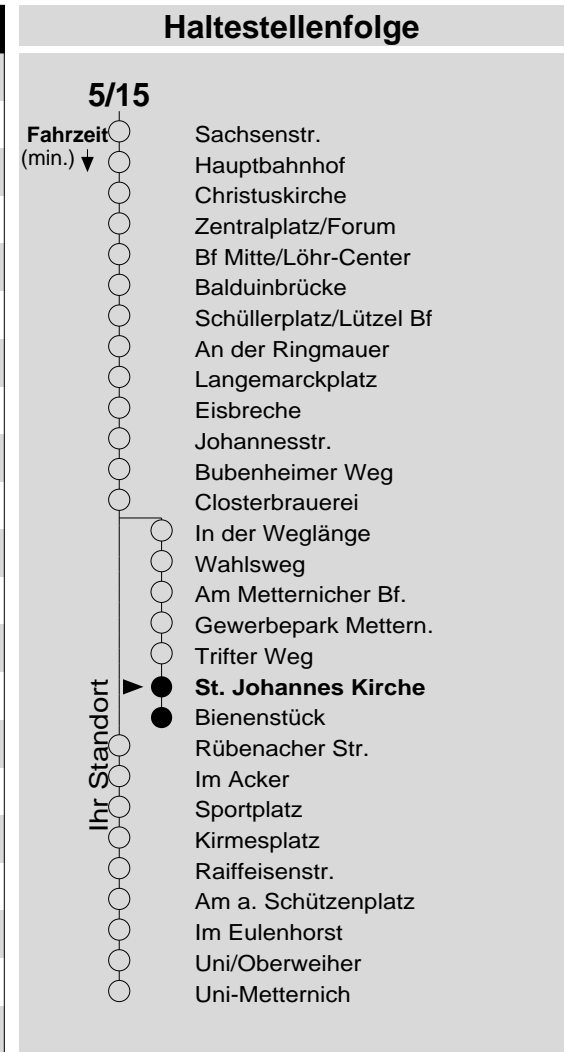 Haltestellenfolge
5/15
Fahrzeit
(min.)
Sachsenstr.
Hauptbahnhof
Christuskirche
Zentralplatz/Forum
Bf Mitte/Löhr-Center
Balduinbrücke
Schüllerplatz/Lützel Bf
An der Ringmauer
Langemarckplatz
Eisbreche
Johannesstr.
Bubenheimer Weg
Closterbrauerei
In der Weglänge
Wahlsweg
Am Metternicher Bf.
Gewerbepark Mettern.
Trifter Weg
St. Johannes Kirche
Bienenstück
Rübenacher Str.
Im Acker
Sportplatz
Kirmesplatz
Raiffeisenstr.
Am a. Schützenplatz
Im Eulenhorst
Uni/Oberweiher
Uni-Metternich
Ihr Standort